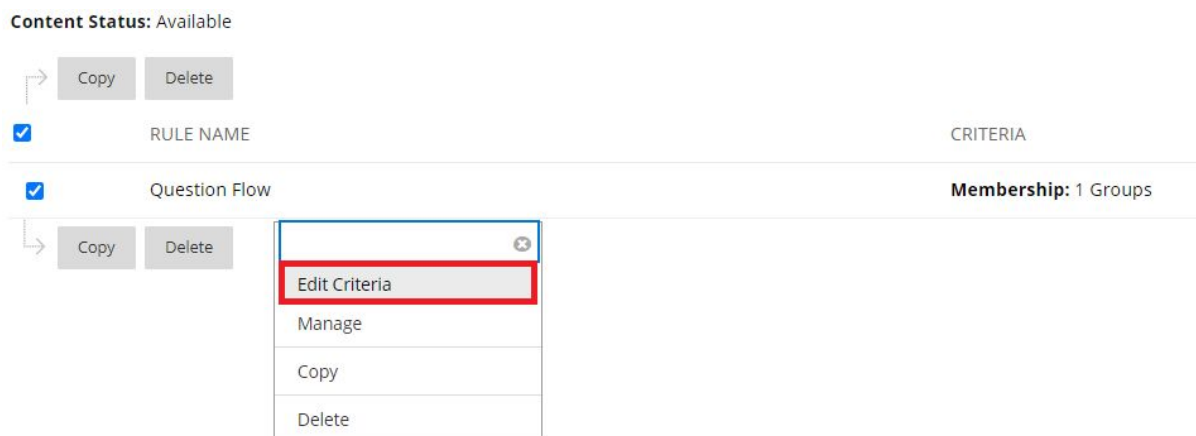 Content Status: Available
Copy Delete
RULE NAME CRITERIA
Question Flow Membership: 1 Groups
Copy Delete
Edit Criteria
Manage
Copy
Delete